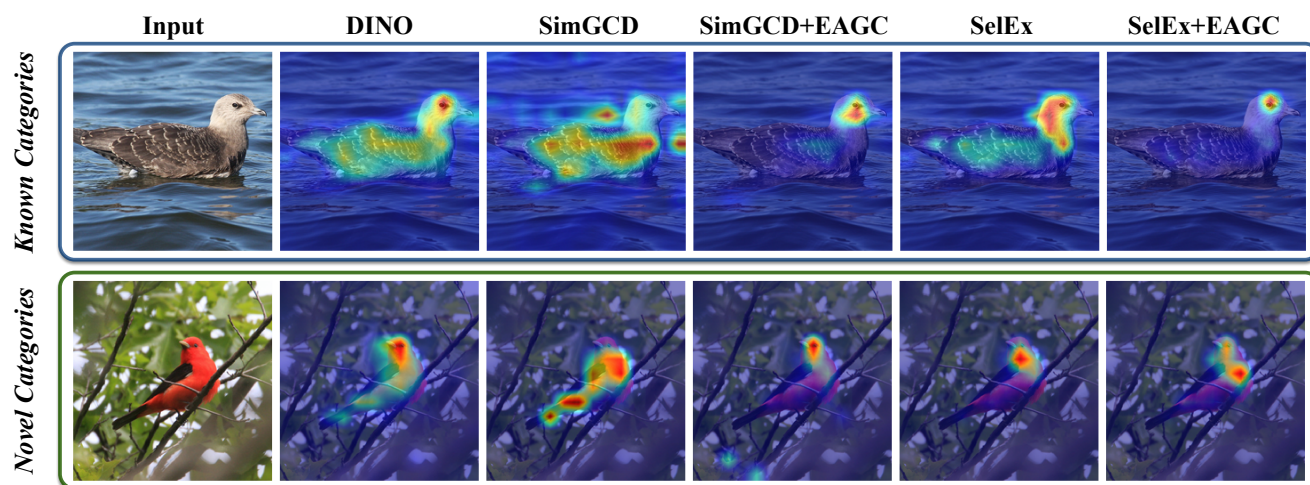 Input DINO SimGCD SimGCD+EAGC SelEx SelEx+EAGC
Known Categories
Novel Categories